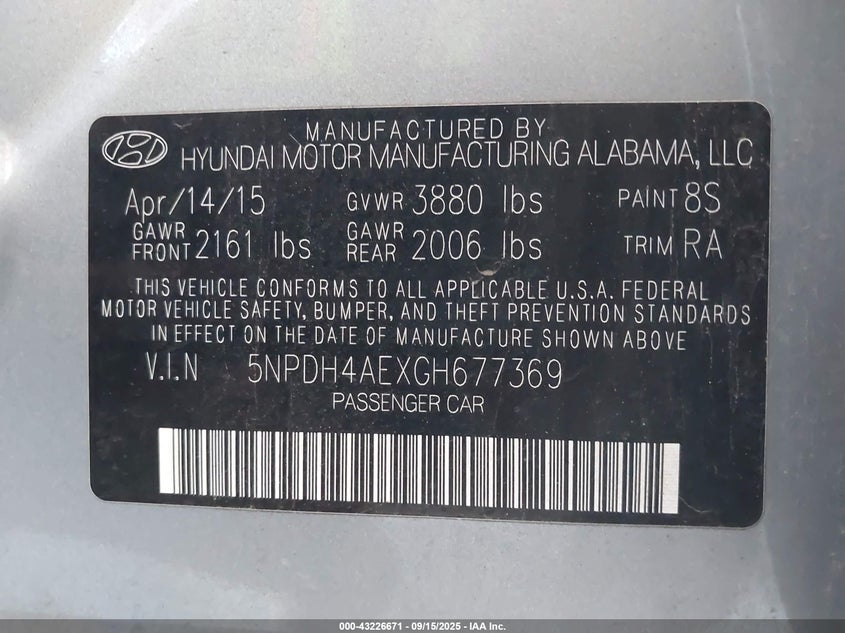 MANUFACTURED BY
HYUNDAI MOTOR MANUFACTURING ALABAMA, LLC
Apr/14/15 GVWR 3880 lbs PAINT 8S
GAWR FRONT 2161 lbs GAWR REAR 2006 lbs TRIM RA
THIS VEHICLE CONFORMS TO ALL APPLICABLE U.S.A. FEDERAL
MOTOR VEHICLE SAFETY, BUMPER, AND THEFT PREVENTION STANDARDS
IN EFFECT ON THE DATE OF MANUFACTURE SHOWN ABOVE
V.I.N 5NPDH4AEXGH677369
PASSENGER CAR
000-43226671 - 09/15/2025 - IAA Inc.